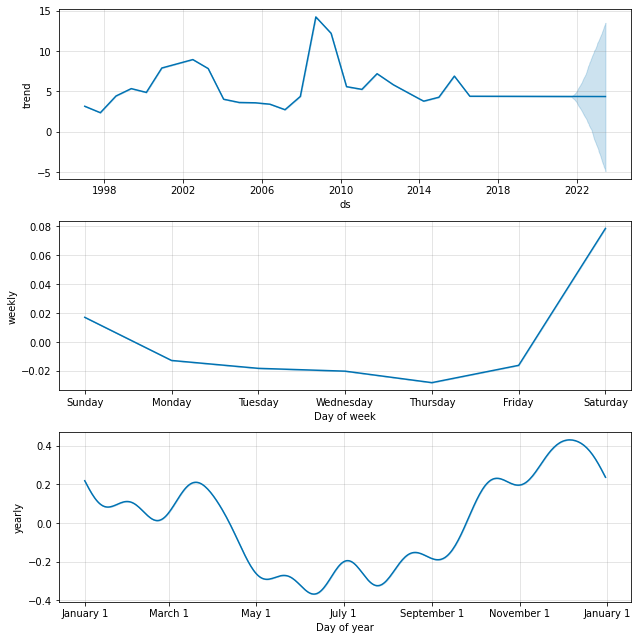 15
10
5
0
−5
trend
1998 2002 2006 2010 2014 2018 2022
ds
0.08
0.06
0.04
0.02
0.00
−0.02
weekly
Sunday Monday Tuesday Wednesday Thursday Friday Saturday
Day of week
0.4
0.2
0.0
−0.2
−0.4
yearly
January 1 March 1 May 1 July 1 September 1 November 1 January 1
Day of year